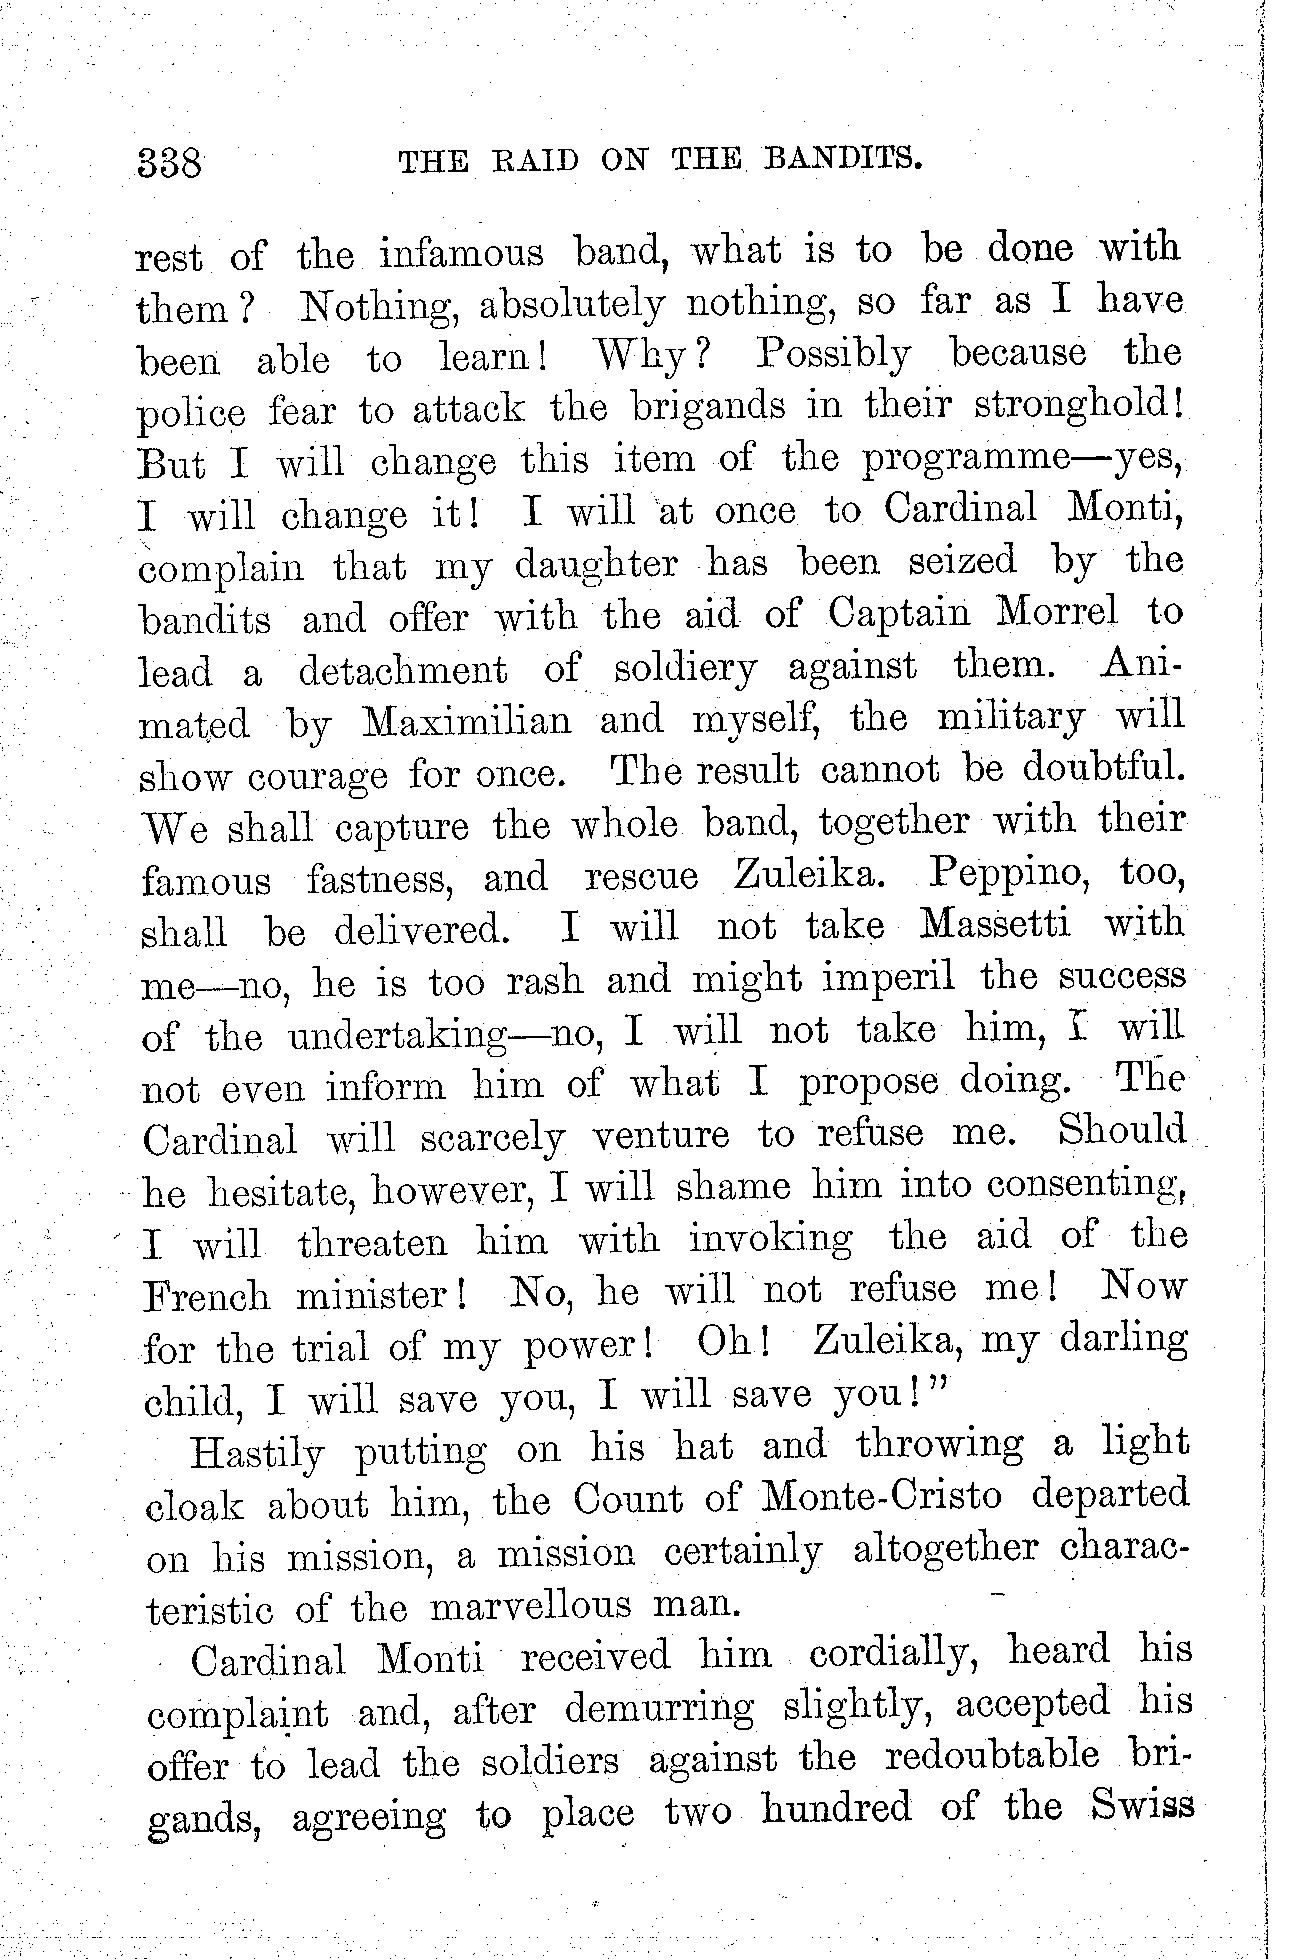 338 THE RAID ON THE BANDITS.
rest of the infamous band, what is to be done with
them? Nothing, absolutely nothing, so far as I have
been able to learn! Why? Possibly because the
police fear to attack the brigands in their stronghold!
But I will change this item of the programme—yes,
I will change it! I will at once to Cardinal Monti,
complain that my daughter has been seized by the
bandits and offer with the aid of Captain Morrel to
lead a detachment of soldiery against them. Ani-
mated by Maximilian and myself, the military will
show courage for once. The result cannot be doubtful.
We shall capture the whole band, together with their
famous fastness, and rescue Zuleika. Peppino, too,
shall be delivered. I will not take Massetti with
me—no, he is too rash and might imperil the success
of the undertaking—no, I will not take him, I will
not even inform him of what I propose doing. The
Cardinal will scarcely venture to refuse me. Should
he hesitate, however, I will shame him into consenting,
I will threaten him with invoking the aid of the
French minister! No, he will not refuse me! Now
for the trial of my power! Oh! Zuleika, my darling
child, I will save you, I will save you!”
Hastily putting on his hat and throwing a light
cloak about him, the Count of Monte-Cristo departed
on his mission, a mission certainly altogether charac-
teristic of the marvellous man.
Cardinal Monti received him cordially, heard his
complaint and, after demurring slightly, accepted his
offer to lead the soldiers against the redoubtable bri-
gands, agreeing to place two hundred of the Swiss